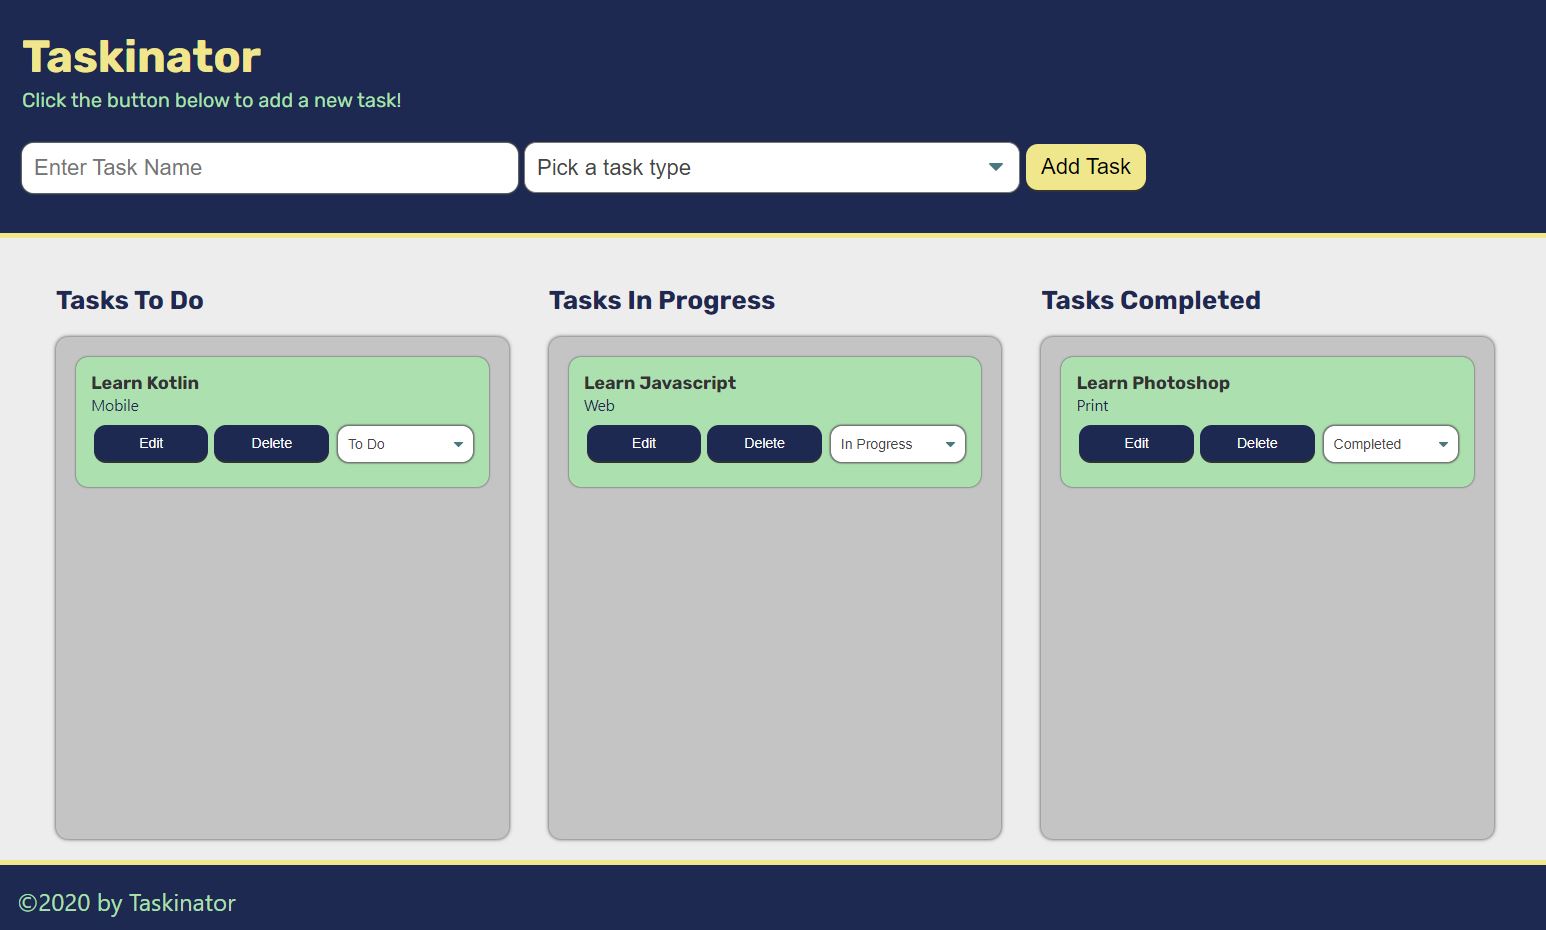 Taskinator
Click the button below to add a new task!
Enter Task Name
Pick a task type
Add Task
Tasks To Do
Learn Kotlin
Mobile
Edit Delete To Do
Tasks In Progress
Learn Javascript
Web
Edit Delete In Progress
Tasks Completed
Learn Photoshop
Print
Edit Delete Completed
©2020 by Taskinator